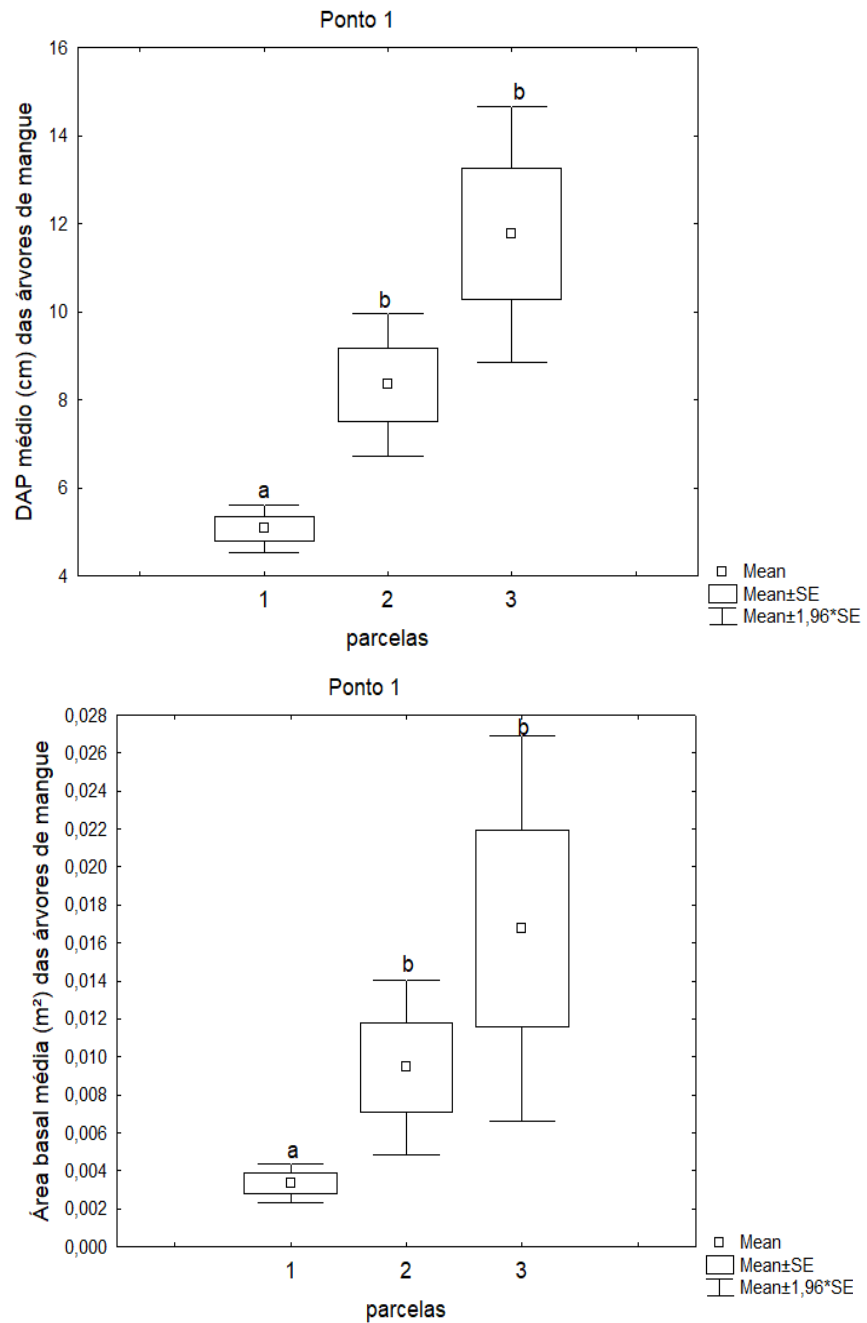 Ponto 1
DAP médio (cm) das árvores de mangue
16
14
12
10
8
6
4
a
b
b
1 2 3
parcelas
Mean
Mean±SE
Mean±1,96*SE
Ponto 1
Área basal média (m²) das árvores de mangue
0,028
0,026
0,024
0,022
0,020
0,018
0,016
0,014
0,012
0,010
0,008
0,006
0,004
0,002
0,000
a
b
b
1 2 3
parcelas
Mean
Mean±SE
Mean±1,96*SE